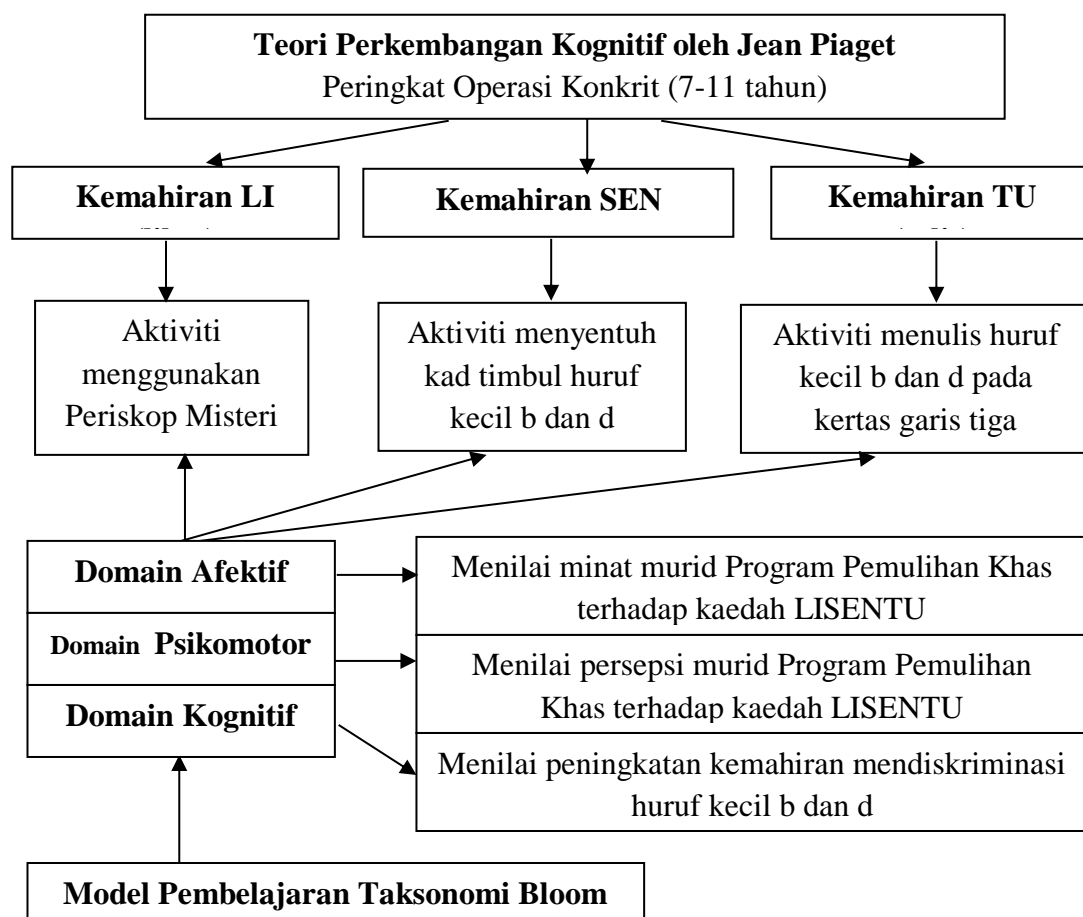 Teori Perkembangan Kognitif oleh Jean Piaget
Peringkat Operasi Konkrit (7-11 tahun)
Kemahiran LI
Kemahiran SEN
Kemahiran TU
Aktiviti
menggunakan
Periskop Misteri
Aktiviti menyentuh
kad timbul huruf
kecil b dan d
Aktiviti menulis huruf
kecil b dan d pada
kertas garis tiga
Domain Afektif
Domain Psikomotor
Domain Kognitif
Menilai minat murid Program Pemulihan Khas
terhadap kaedah LISENTU
Menilai persepsi murid Program Pemulihan
Khas terhadap kaedah LISENTU
Menilai peningkatan kemahiran mendiskriminasi
huruf kecil b dan d
Model Pembelajaran Taksonomi Bloom